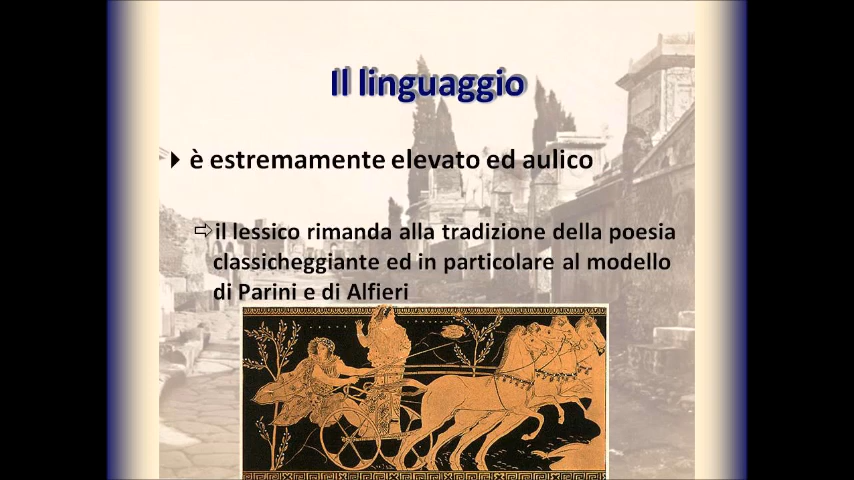 Il linguaggio
è estremamente elevato ed aulico
il lessico rimanda alla tradizione della poesia
classicheggiante ed in particolare al modello
di Parini e di Alfieri